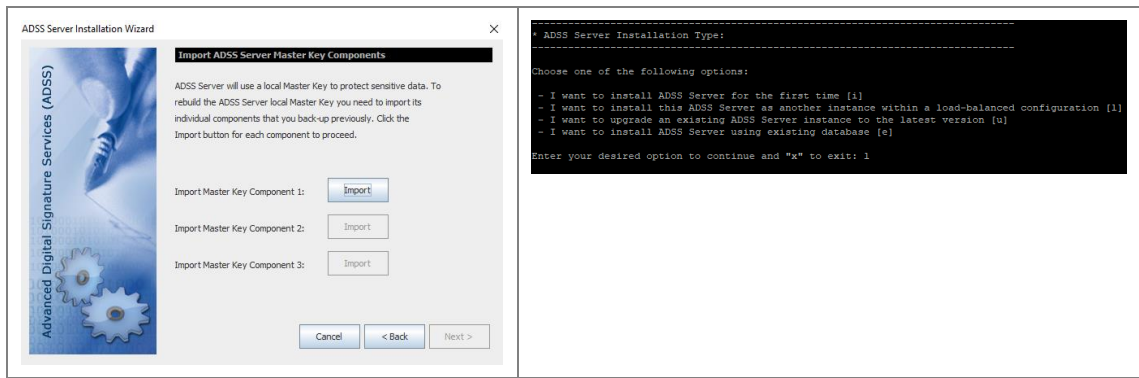 ADSS Server Installation Wizard
Advanced Digital Signature Services (ADSS)
Import ADSS Server Master Key Components
ADSS Server will use a local Master Key to protect sensitive data. To
rebuild the ADSS Server local Master Key you need to import its
individual components that you back-up previously. Click the
Import button for each component to proceed.
Import Master Key Component 1: Import
Import Master Key Component 2: Import
Import Master Key Component 3: Import
Cancel < Back Next >
* ADSS Server Installation Type:
Choose one of the following options:
- I want to install ADSS Server for the first time [i]
- I want to install this ADSS Server as another instance within a load-balanced configuration [l]
- I want to upgrade an existing ADSS Server instance to the latest version [u]
- I want to install ADSS Server using existing database [e]
Enter your desired option to continue and "x" to exit: l